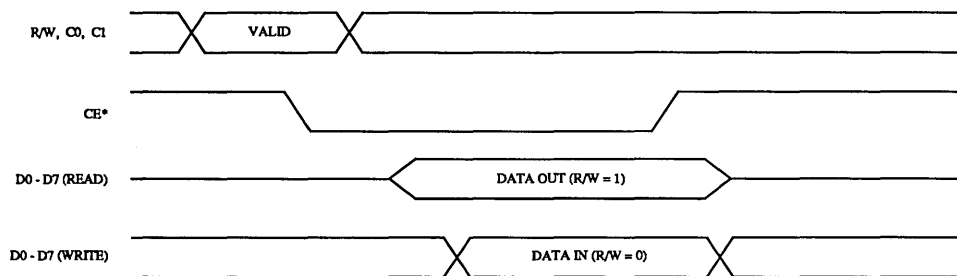 R/W, C0, C1 VALID
CE*
D0 - D7 (READ) DATA OUT (R/W = 1)
D0 - D7 (WRITE) DATA IN (R/W = 0)